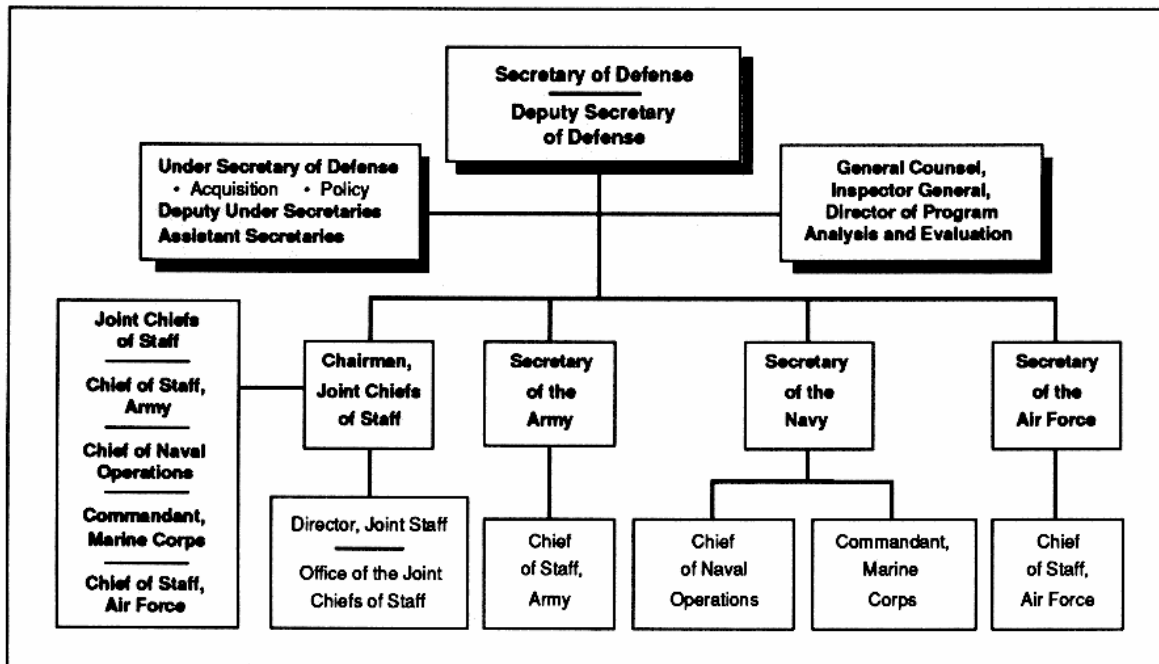 Secretary of Defense
Deputy Secretary
of Defense
Under Secretary of Defense
• Acquisition • Policy
Deputy Under Secretaries
Assistant Secretaries
General Counsel,
Inspector General,
Director of Program
Analysis and Evaluation
Joint Chiefs
of Staff
Chief of Staff,
Army
Chief of Naval
Operations
Commandant,
Marine Corps
Chief of Staff,
Air Force
Chairman,
Joint Chiefs
of Staff
Secretary
of the
Army
Secretary
of the
Navy
Secretary
of the
Air Force
Director, Joint Staff
Office of the Joint
Chiefs of Staff
Chief
of Staff,
Army
Chief
of Naval
Operations
Commandant,
Marine
Corps
Chief
of Staff,
Air Force